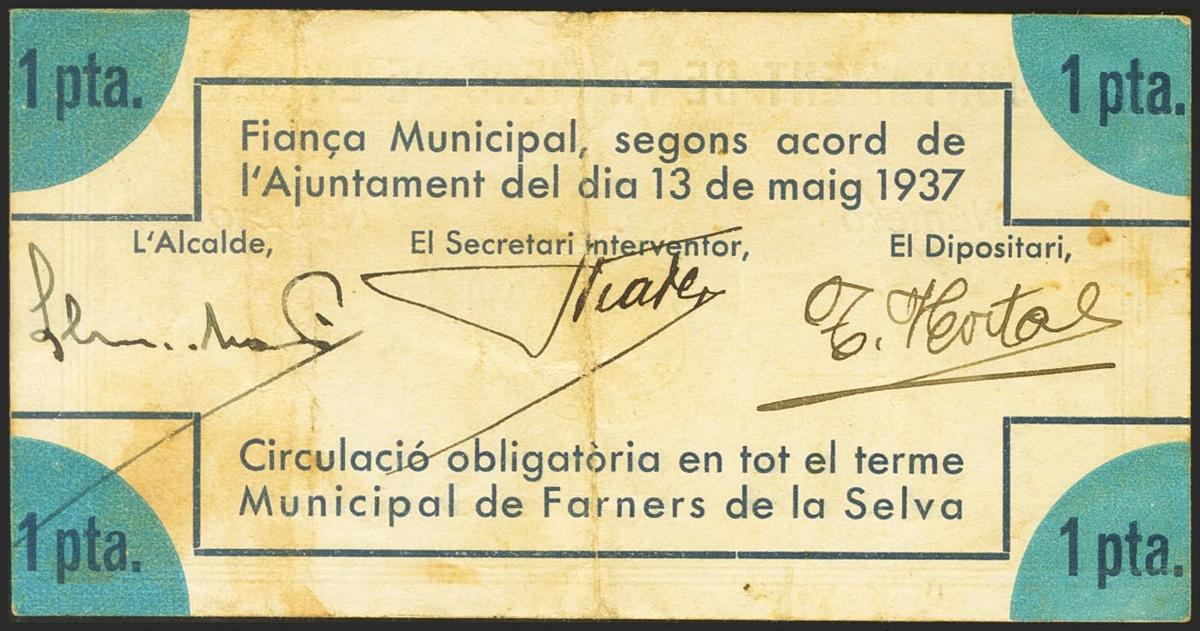 1 pta. 1 pta.
Fiança Municipal, segons acord de
l'Ajuntament del dia 13 de maig 1937
L'Alcalde, El Secretari interventor, El Dipositari,
Circulació obligatòria en tot el terme
Municipal de Farners de la Selva
1 pta. 1 pta.